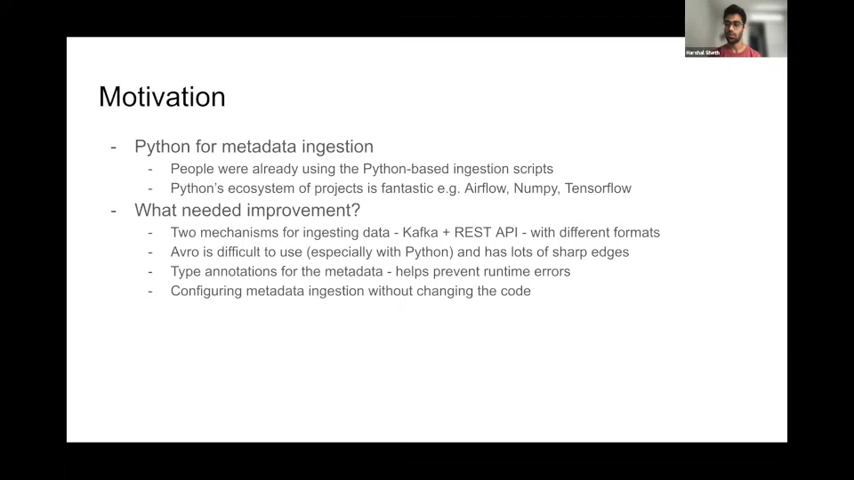 Harshal Sheth
Motivation
- Python for metadata ingestion
- People were already using the Python-based ingestion scripts
- Python's ecosystem of projects is fantastic e.g. Airflow, Numpy, Tensorflow
- What needed improvement?
- Two mechanisms for ingesting data - Kafka + REST API - with different formats
- Avro is difficult to use (especially with Python) and has lots of sharp edges
- Type annotations for the metadata - helps prevent runtime errors
- Configuring metadata ingestion without changing the code